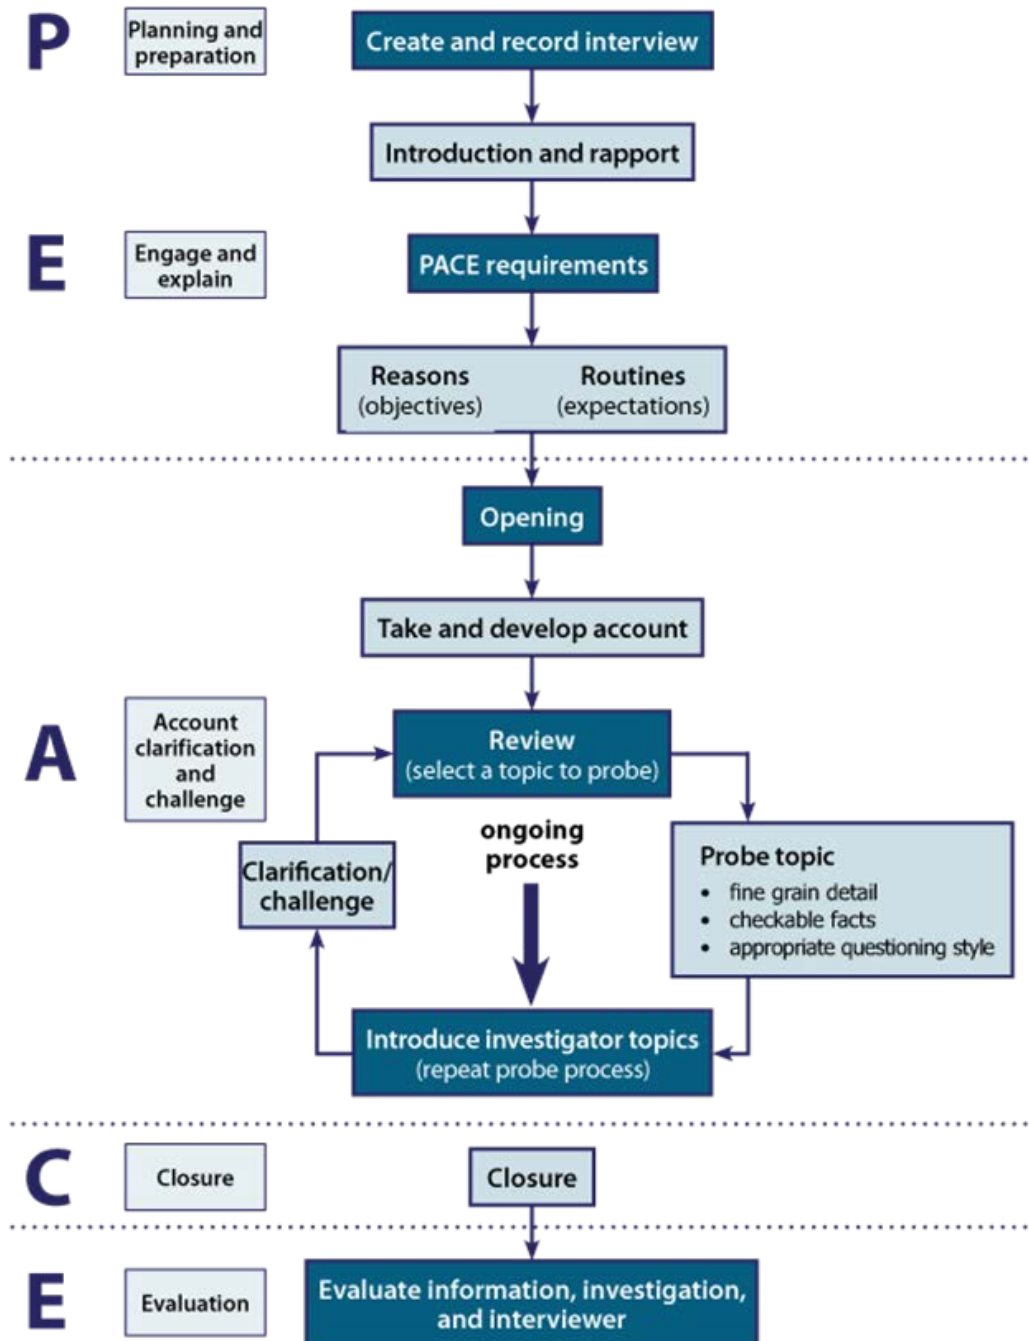 P
Planning and
preparation
Create and record interview
Introduction and rapport
E
Engage and
explain
PACE requirements
Reasons
(objectives)
Routines
(expectations)
Opening
Take and develop account
A
Account
clarification
and
challenge
Review
(select a topic to probe)
ongoing
process
Clarification/
challenge
Probe topic
• fine grain detail
• checkable facts
• appropriate questioning style
Introduce investigator topics
(repeat probe process)
C
Closure
Closure
E
Evaluation
Evaluate information, investigation,
and interviewer